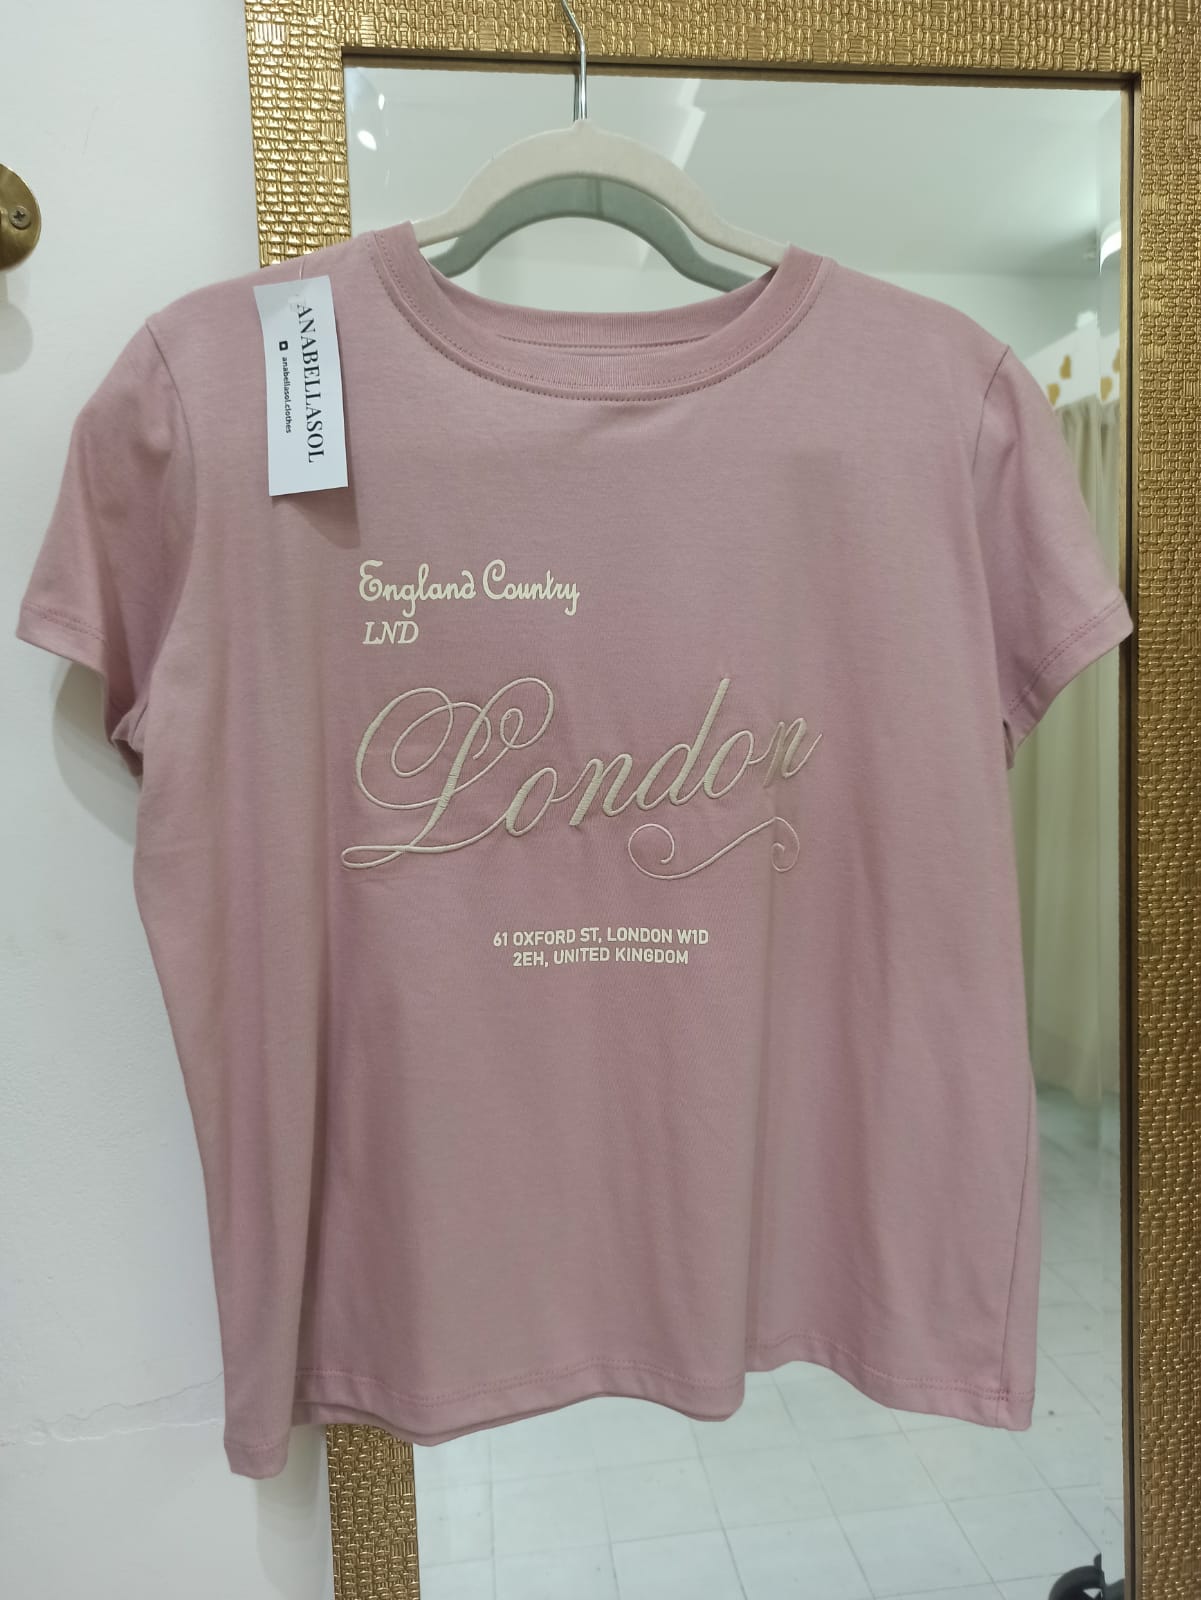 ANABELLASOL
anabellasol.clothes
England Country
LND
London
61 OXFORD ST, LONDON W1D
2EH, UNITED KINGDOM